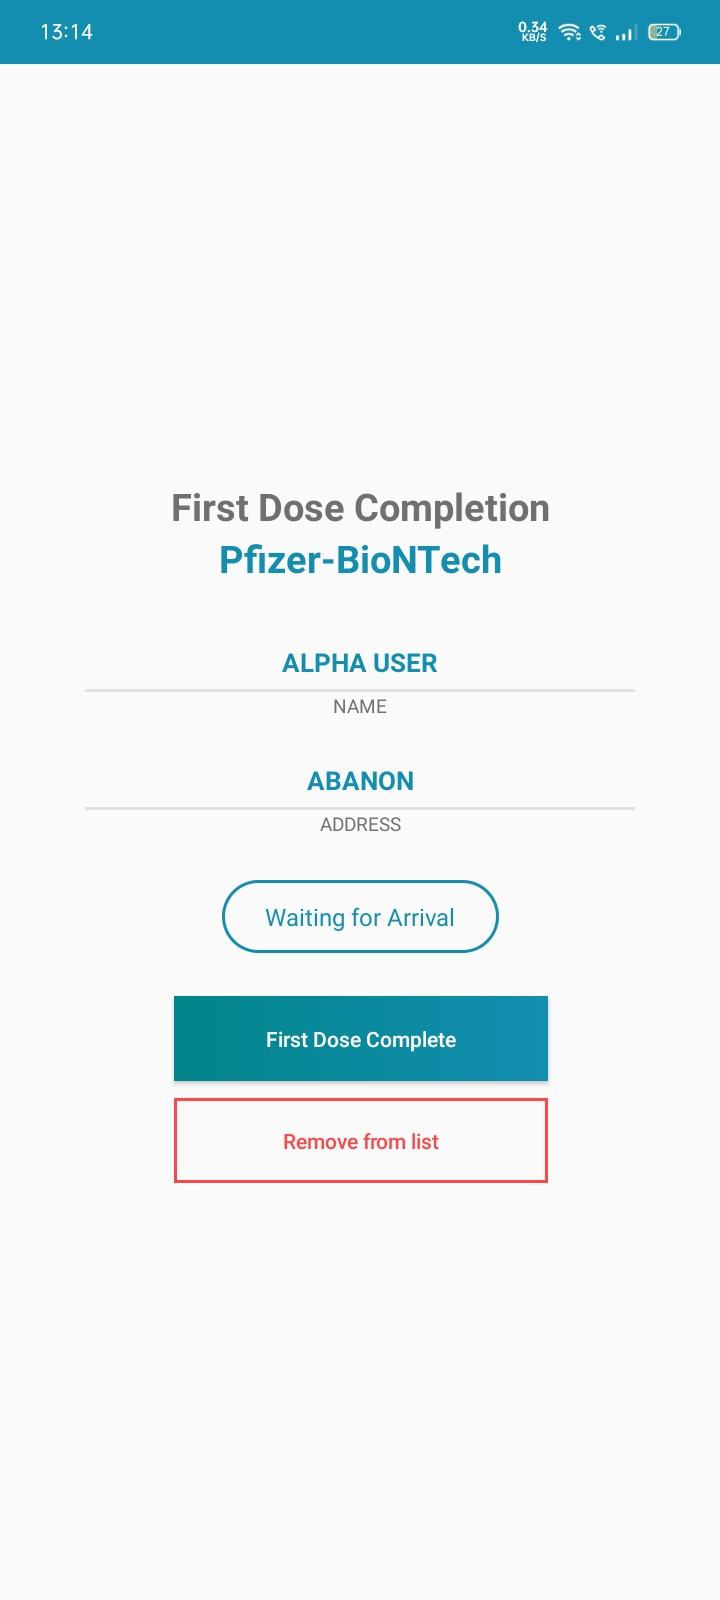 13:14
0.34
KB/S
27
First Dose Completion
Pfizer-BioNTech
ALPHA USER
NAME
ABANON
ADDRESS
Waiting for Arrival
First Dose Complete
Remove from list